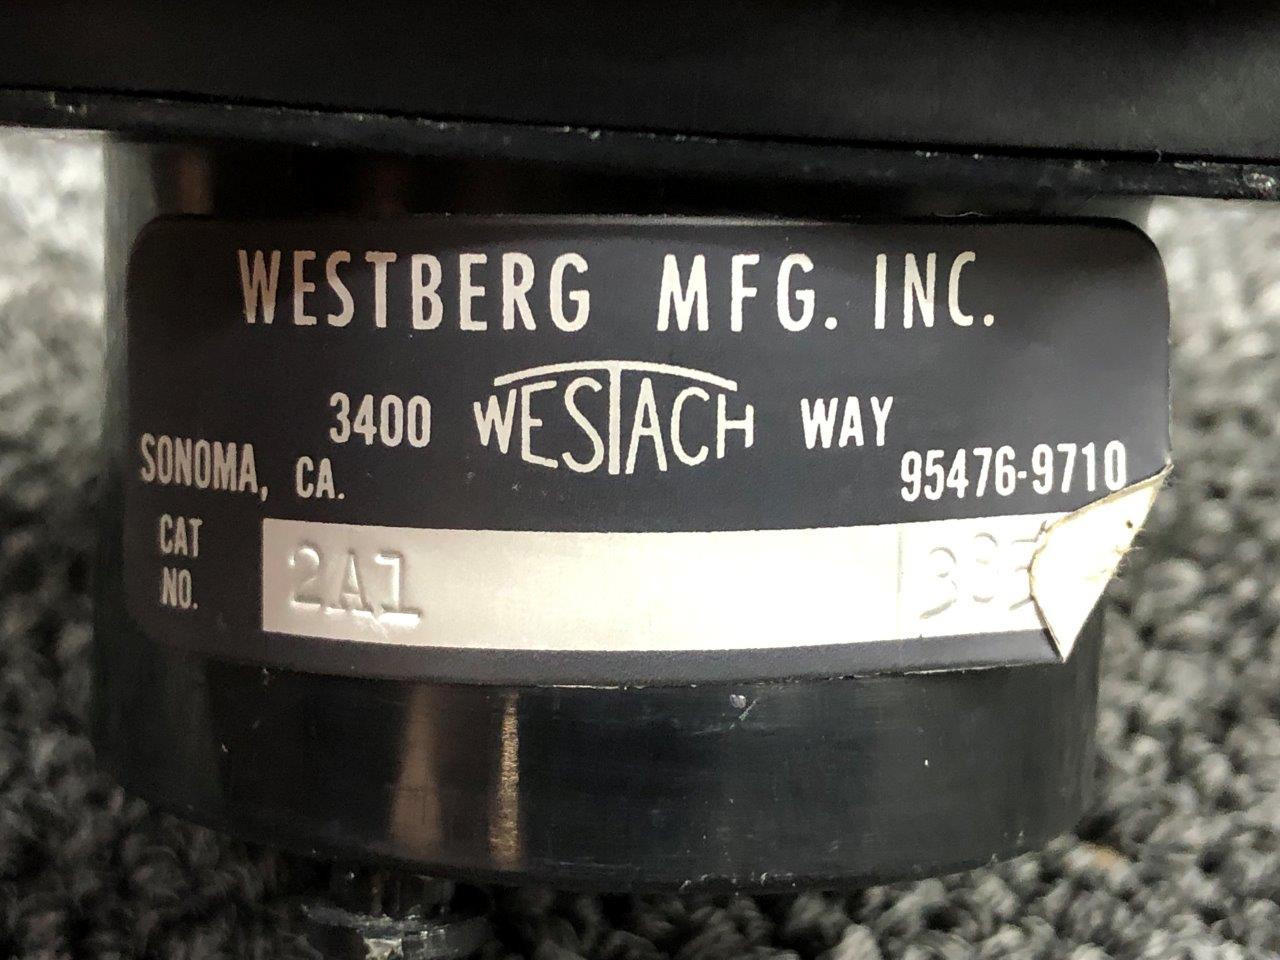 WESTBERG MFG. INC.
3400 WESTACH WAY
SONOMA, CA. 95476-9710
CAT NO. 2A1